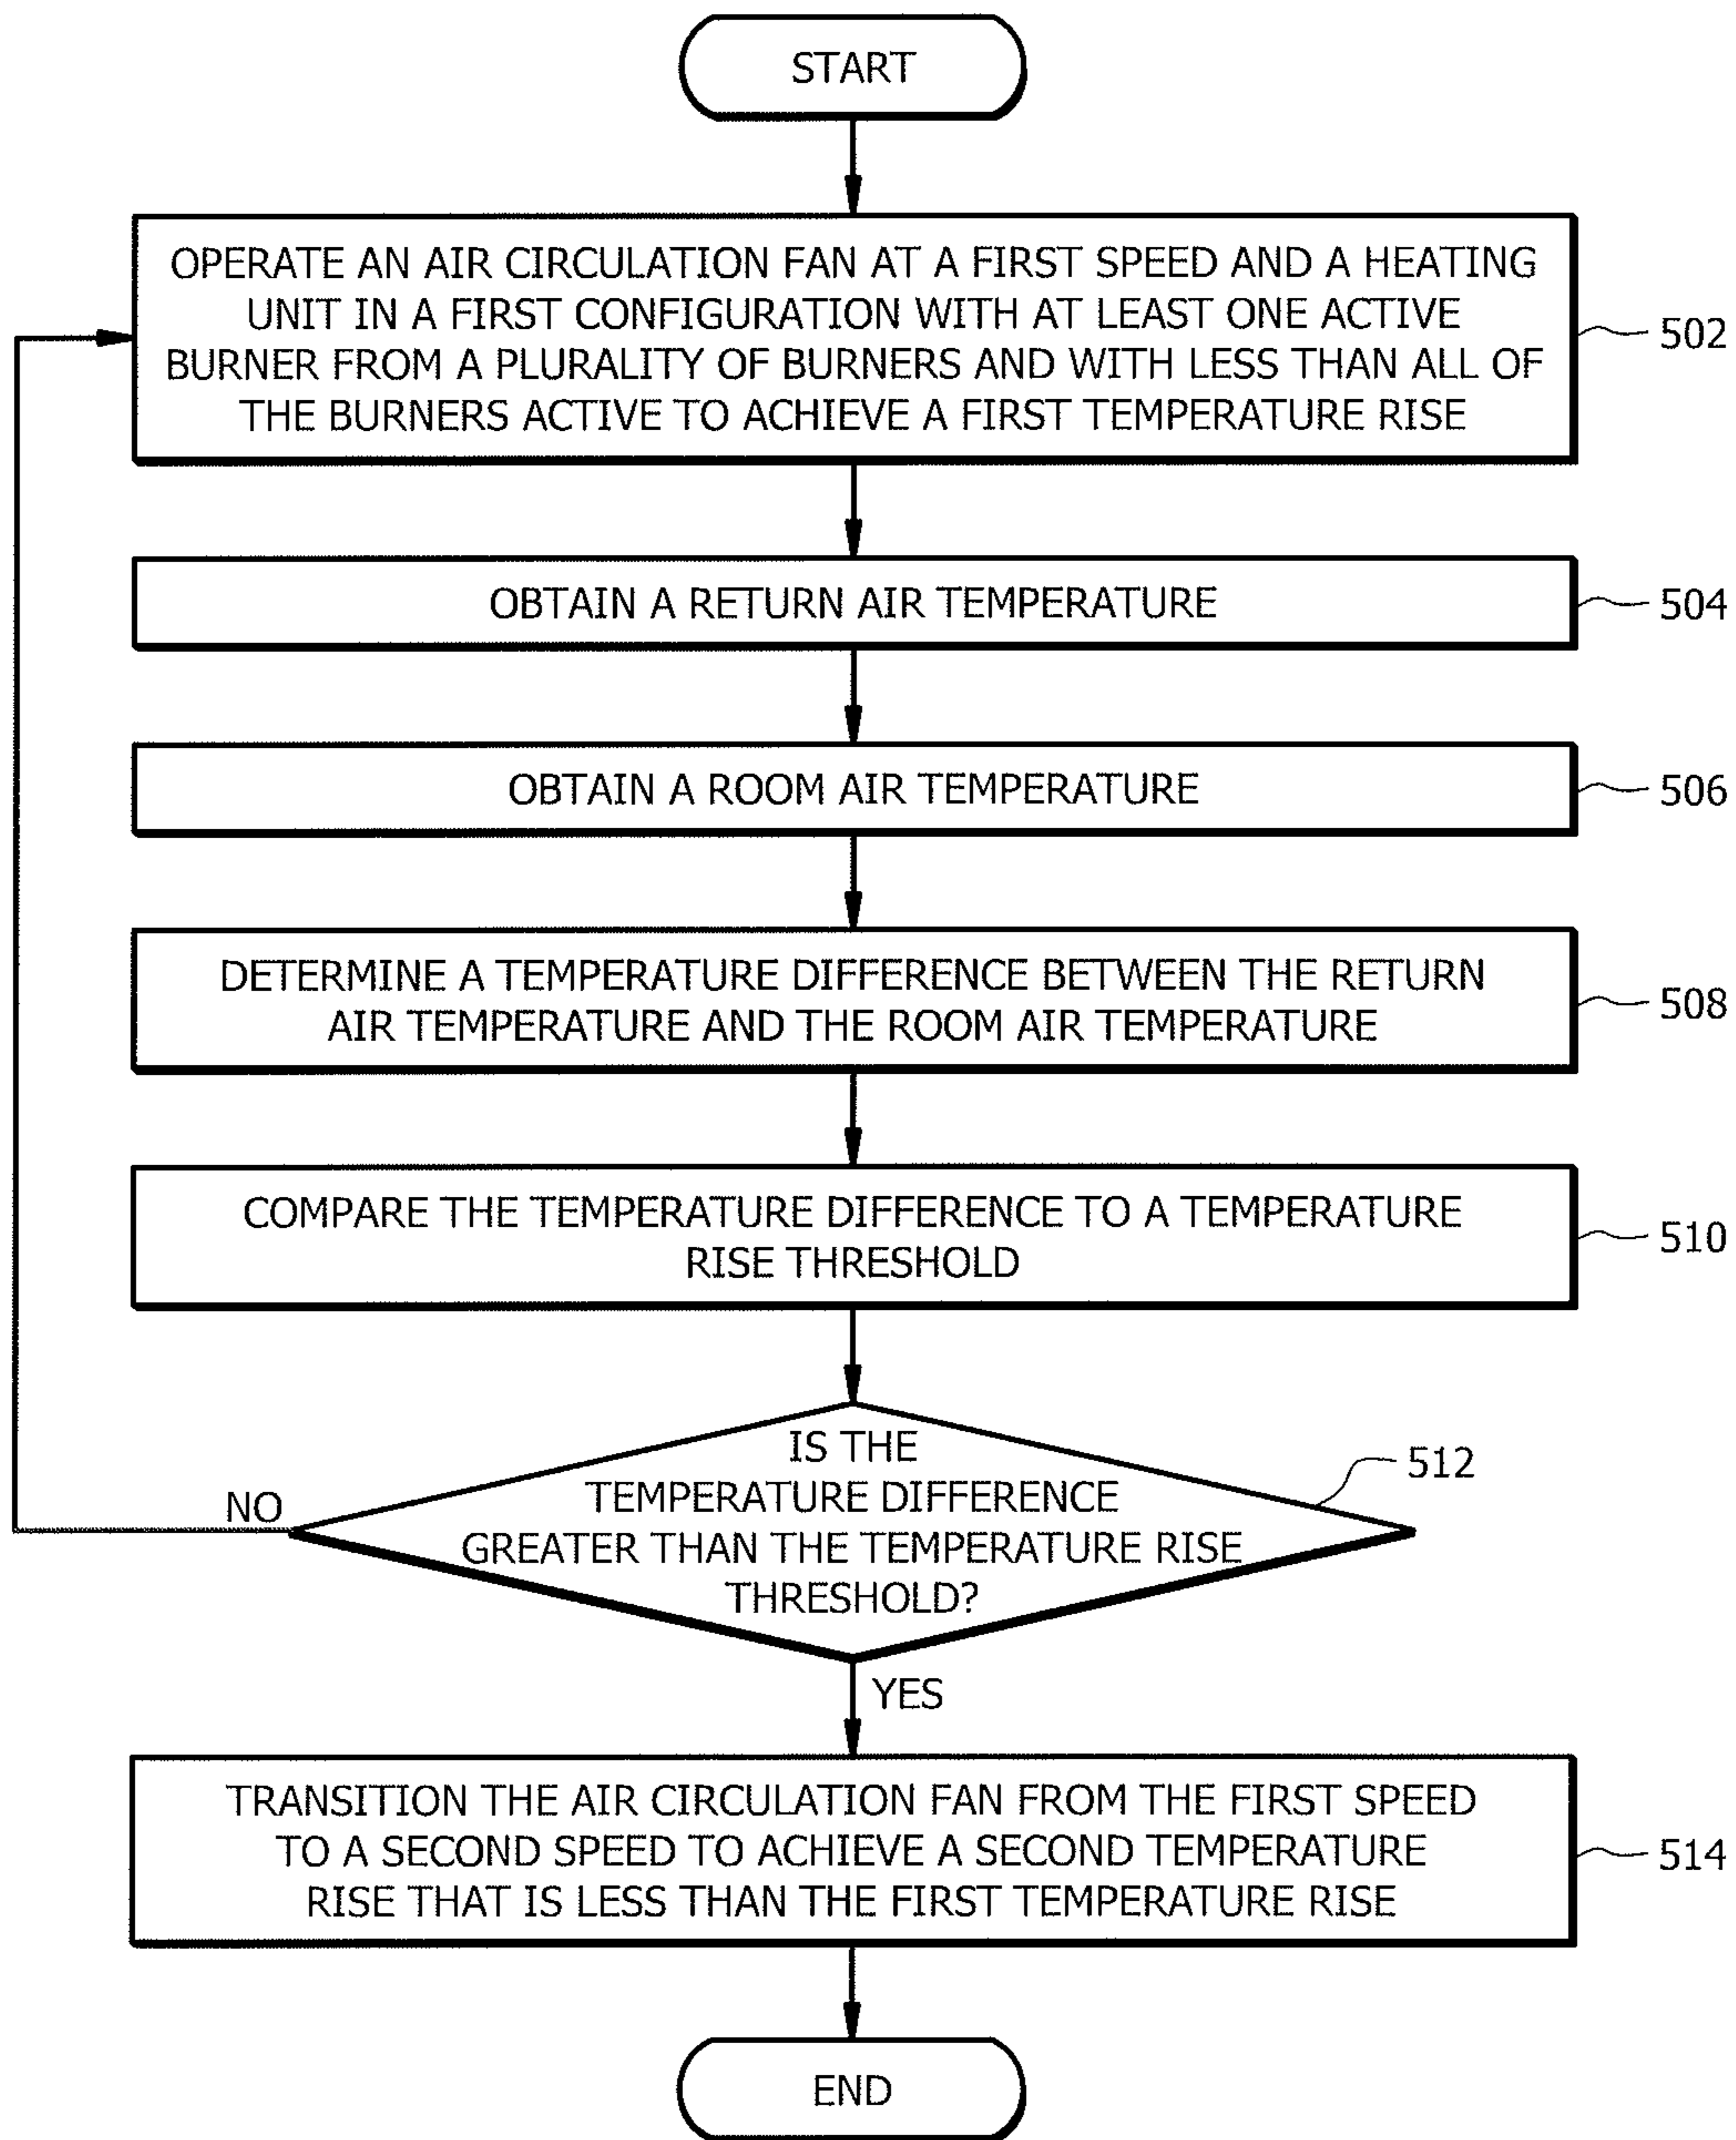 START
OPERATE AN AIR CIRCULATION FAN AT A FIRST SPEED AND A HEATING
UNIT IN A FIRST CONFIGURATION WITH AT LEAST ONE ACTIVE
BURNER FROM A PLURALITY OF BURNERS AND WITH LESS THAN ALL OF
THE BURNERS ACTIVE TO ACHIEVE A FIRST TEMPERATURE RISE
502
OBTAIN A RETURN AIR TEMPERATURE
504
OBTAIN A ROOM AIR TEMPERATURE
506
DETERMINE A TEMPERATURE DIFFERENCE BETWEEN THE RETURN
AIR TEMPERATURE AND THE ROOM AIR TEMPERATURE
508
COMPARE THE TEMPERATURE DIFFERENCE TO A TEMPERATURE
RISE THRESHOLD
510
IS THE
TEMPERATURE DIFFERENCE
GREATER THAN THE TEMPERATURE RISE
THRESHOLD?
512
NO
YES
TRANSITION THE AIR CIRCULATION FAN FROM THE FIRST SPEED
TO A SECOND SPEED TO ACHIEVE A SECOND TEMPERATURE
RISE THAT IS LESS THAN THE FIRST TEMPERATURE RISE
514
END